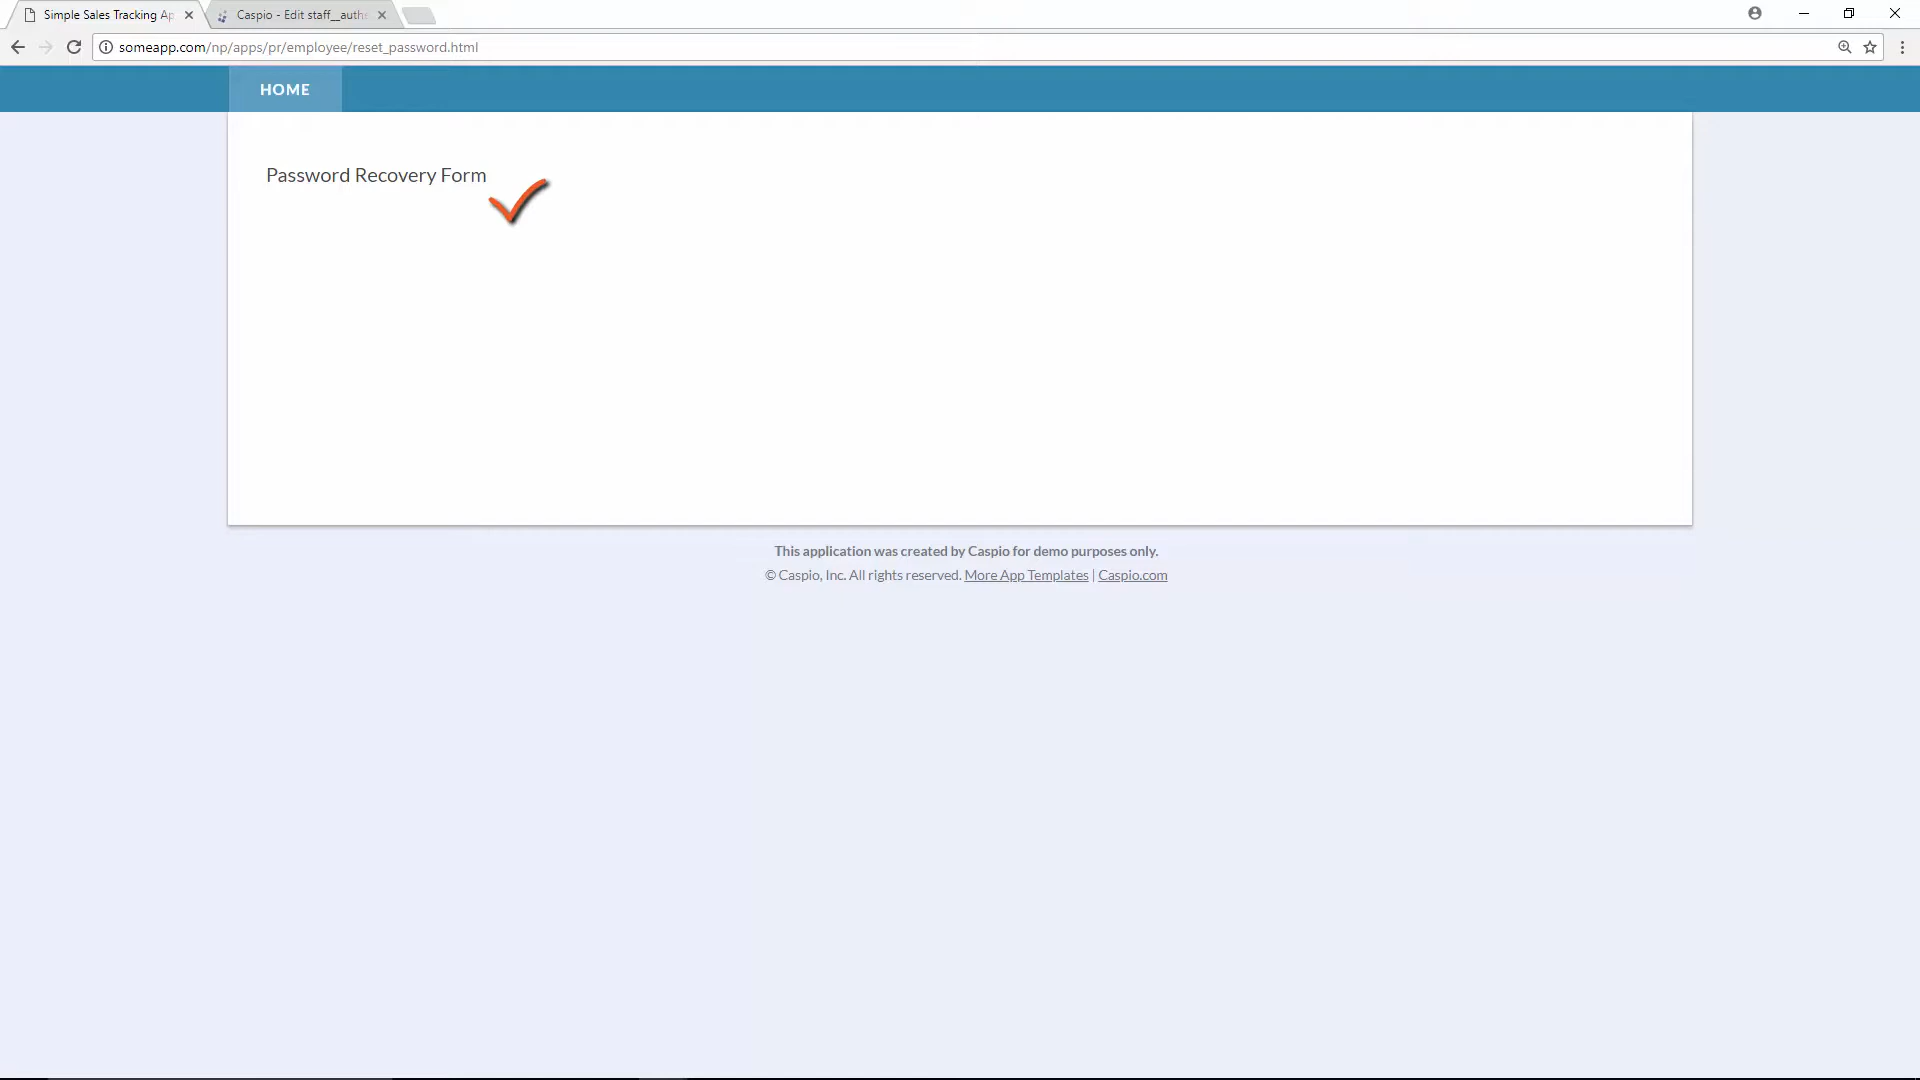 Simple Sales Tracking Ap
Caspio - Edit staff__auth
someapp.com/np/apps/pr/employee/reset_password.html
HOME
Password Recovery Form
This application was created by Caspio for demo purposes only.
© Caspio, Inc. All rights reserved. More App Templates | Caspio.com